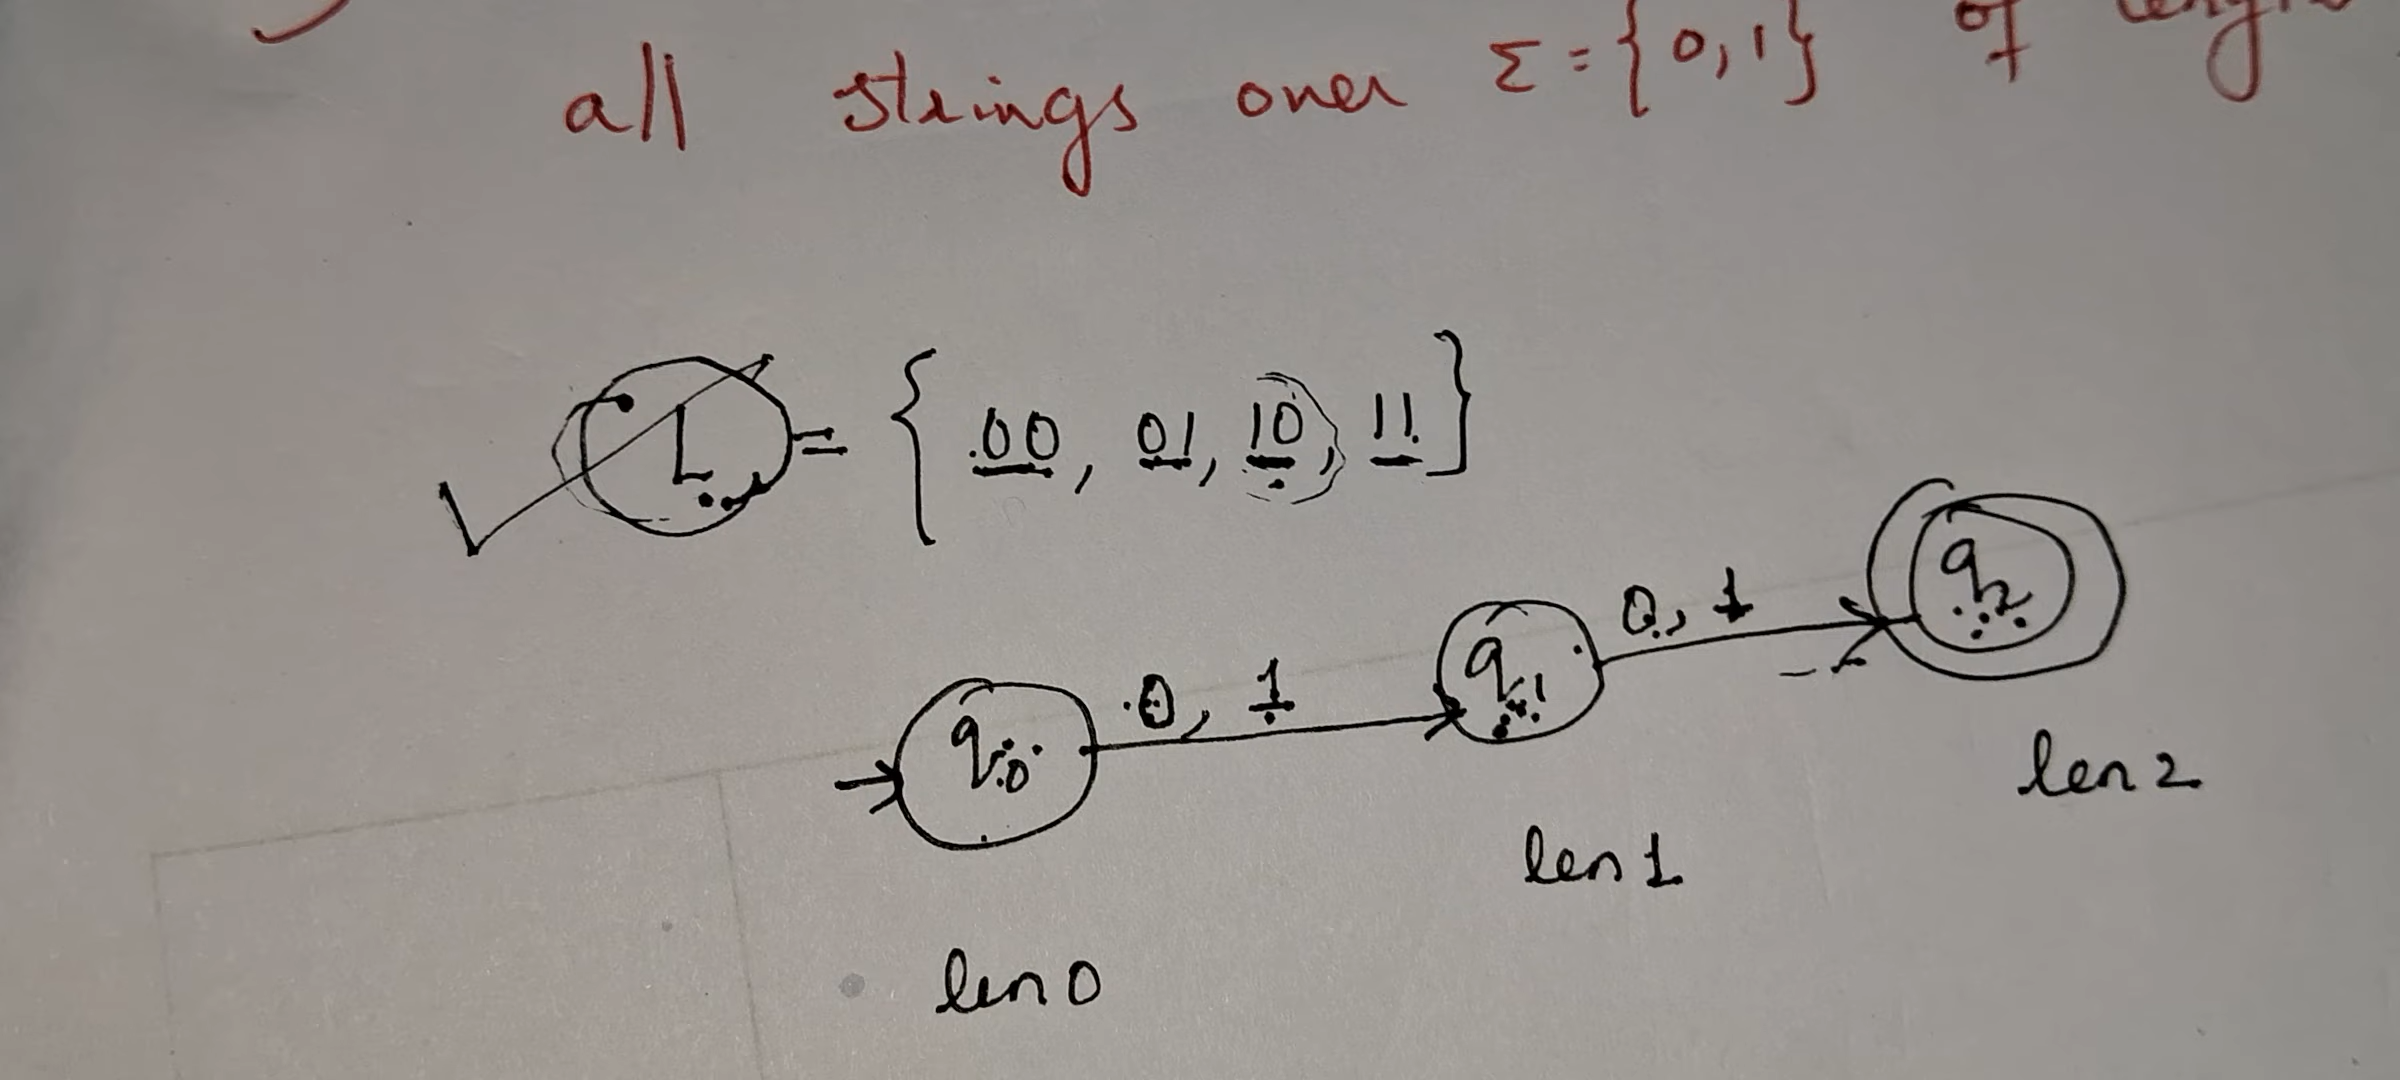 all strings over Σ={0,1} of length
L = { 00, 01, 10, 11 }
q2
0, 1
q1
0, 1
q0
len 2
len 1
len 0